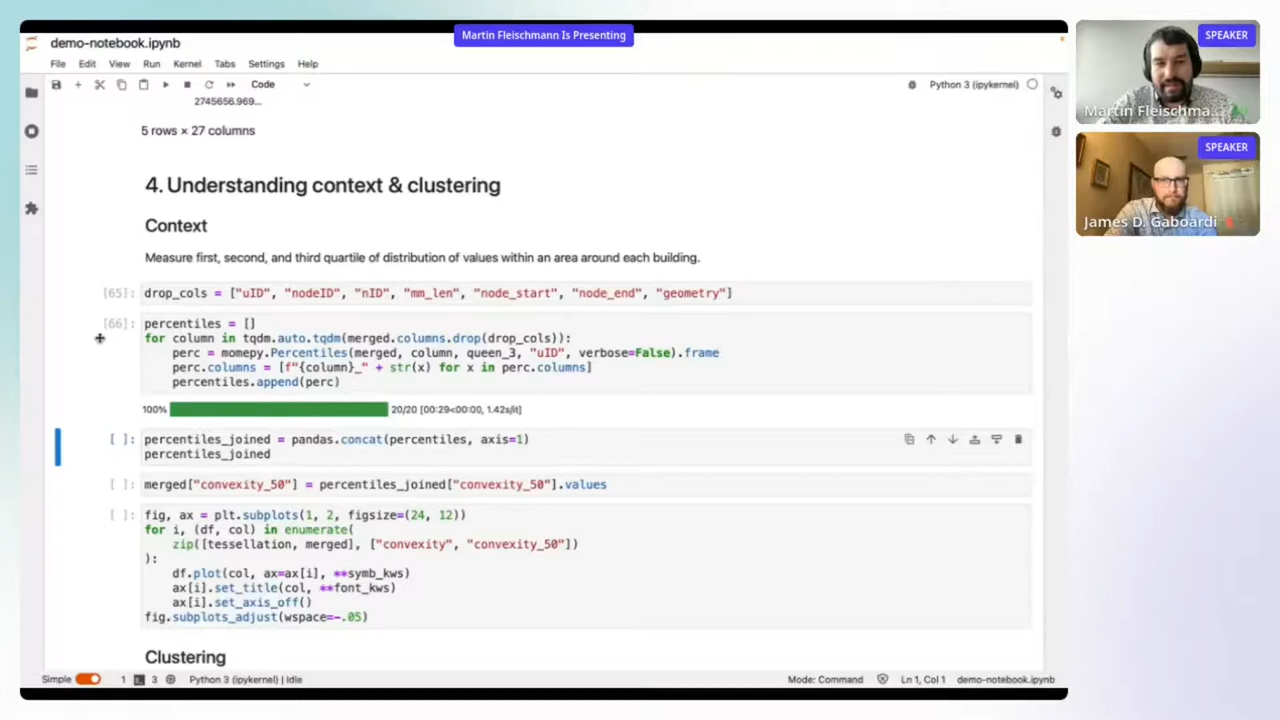 Martin Fleischmann Is Presenting
demo-notebook.ipynb
File Edit View Run Kernel Tabs Settings Help
Code
Python 3 (ipykernel)
2745656.969...
5 rows × 27 columns
4. Understanding context & clustering
Context
Measure first, second, and third quartile of distribution of values within an area around each building.
[65]: drop_cols = ["uID", "nodeID", "nID", "mm_len", "node_start", "node_end", "geometry"]
[66]: percentiles = []
for column in tqdm.auto.tqdm(merged.columns.drop(drop_cols)):
perc = momepy.Percentiles(merged, column, queen_3, "uID", verbose=False).frame
perc.columns = [f"{column}_" + str(x) for x in perc.columns]
percentiles.append(perc)
100% 20/20 [00:29<00:00, 1.42s/it]
[ ]: percentiles_joined = pandas.concat(percentiles, axis=1)
percentiles_joined
[ ]: merged["convexity_50"] = percentiles_joined["convexity_50"].values
[ ]: fig, ax = plt.subplots(1, 2, figsize=(24, 12))
for i, (df, col) in enumerate(
zip([tessellation, merged], ["convexity", "convexity_50"])
):
df.plot(col, ax=ax[i], **symb_kws)
ax[i].set_title(col, **font_kws)
ax[i].set_axis_off()
fig.subplots_adjust(wspace=-.05)
Clustering
Simple 1 3 Python 3 (ipykernel) | Idle
Mode: Command Ln 1, Col 1 demo-notebook.ipynb
SPEAKER
Martin Fleischma...
SPEAKER
James D. Gaboardi